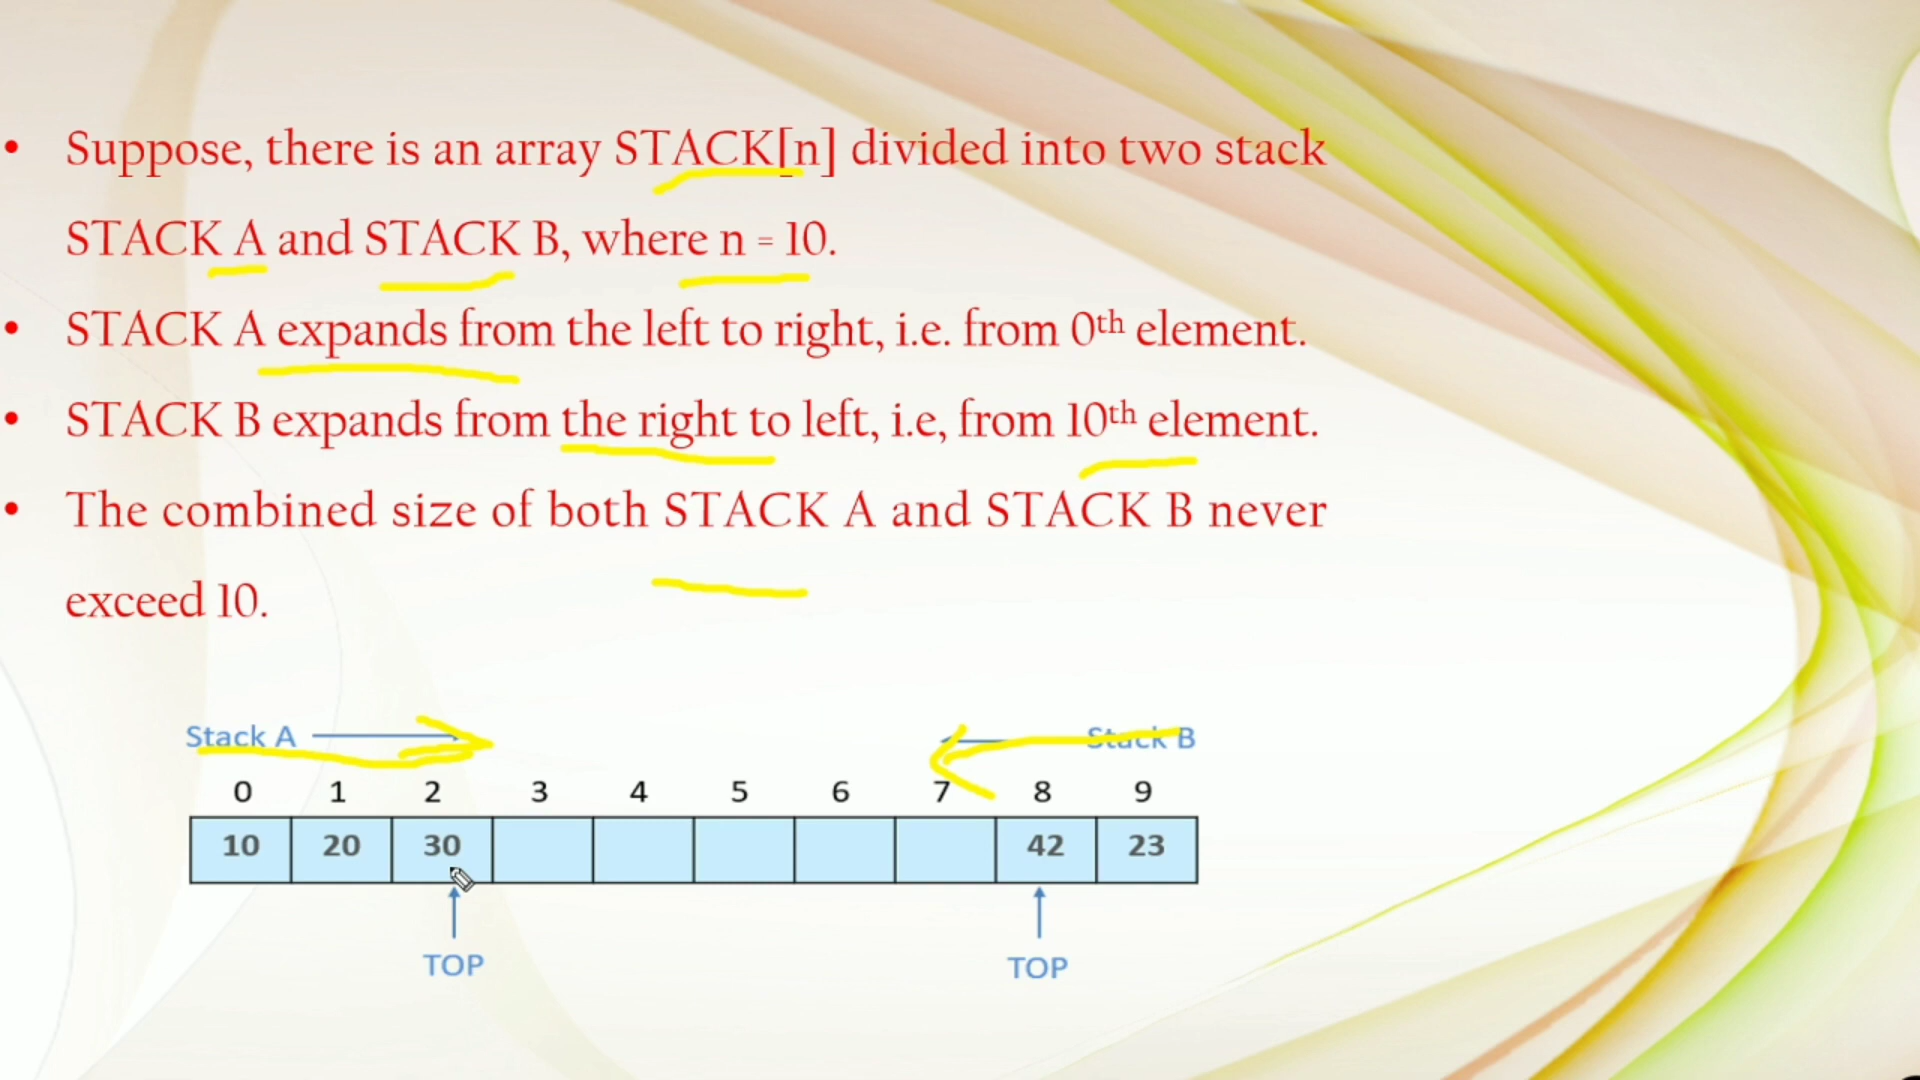 • Suppose, there is an array STACK[n] divided into two stack
STACK A and STACK B, where n = 10.
• STACK A expands from the left to right, i.e. from 0th element.
• STACK B expands from the right to left, i.e, from 10th element.
• The combined size of both STACK A and STACK B never
exceed 10.
Stack A Stack B
0 1 2 3 4 5 6 7 8 9
10 20 30 42 23
TOP TOP